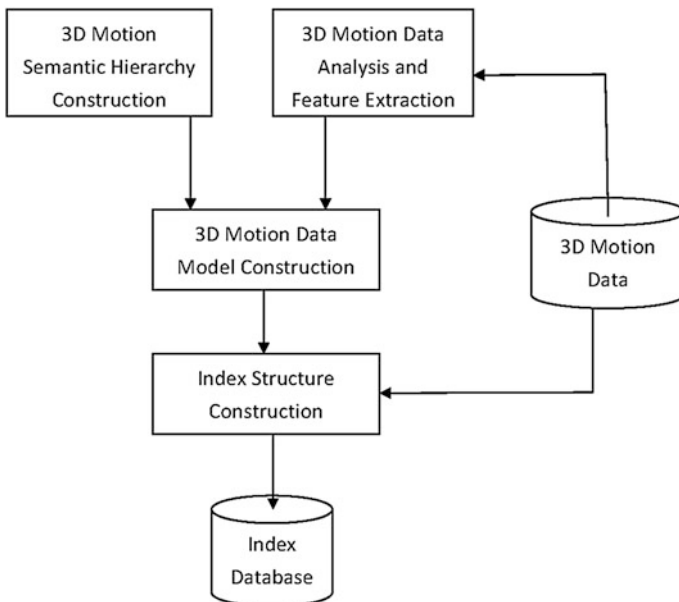 3D Motion
Semantic Hierarchy
Construction
3D Motion Data
Analysis and
Feature Extraction
3D Motion Data
Model Construction
3D Motion
Data
Index Structure
Construction
Index
Database